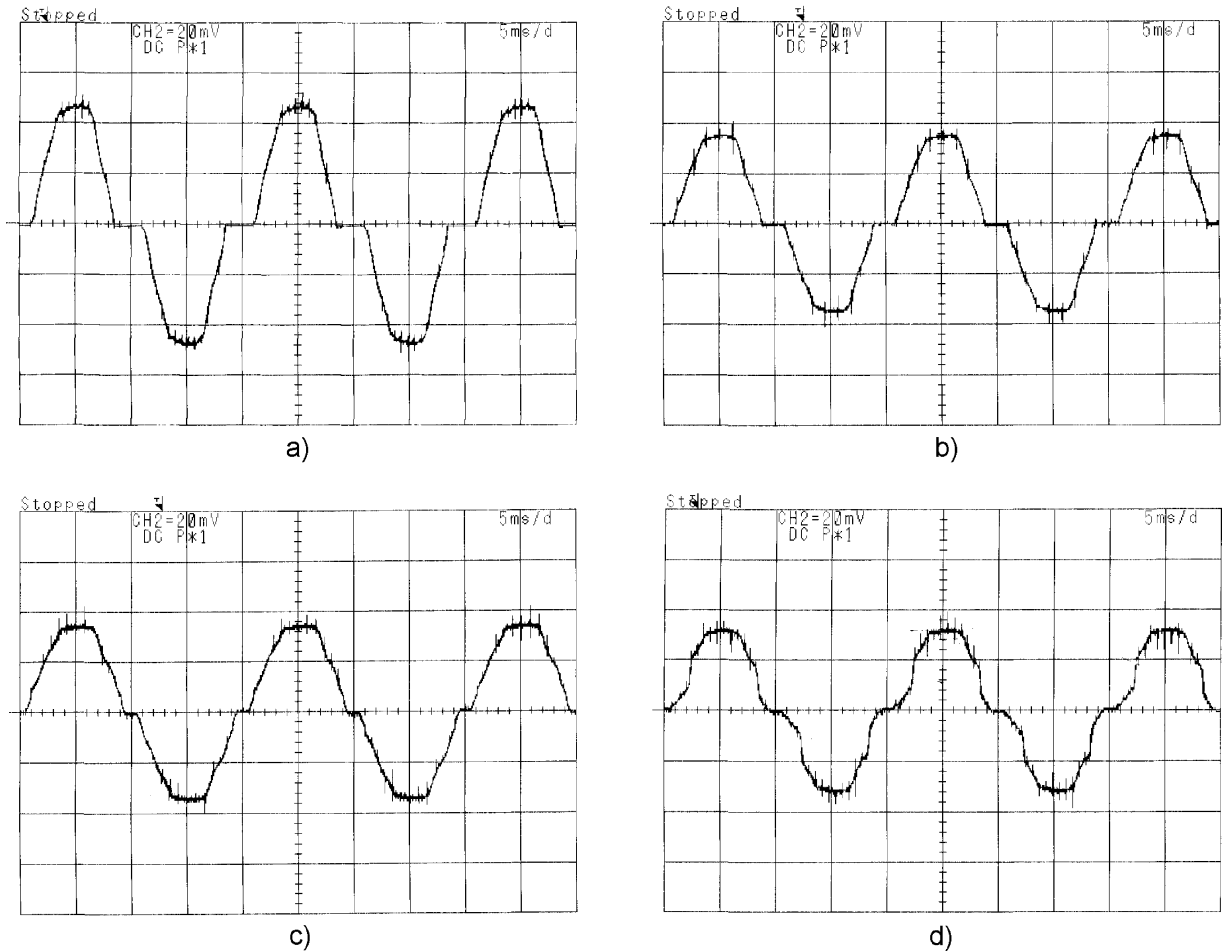 Stopped
CH2=20mV
DC P*1
5ms/d
a)
Stopped
CH2=20mV
DC P*1
5ms/d
b)
Stopped
CH2=20mV
DC P*1
5ms/d
c)
Stopped
CH2=20mV
DC P*1
5ms/d
d)